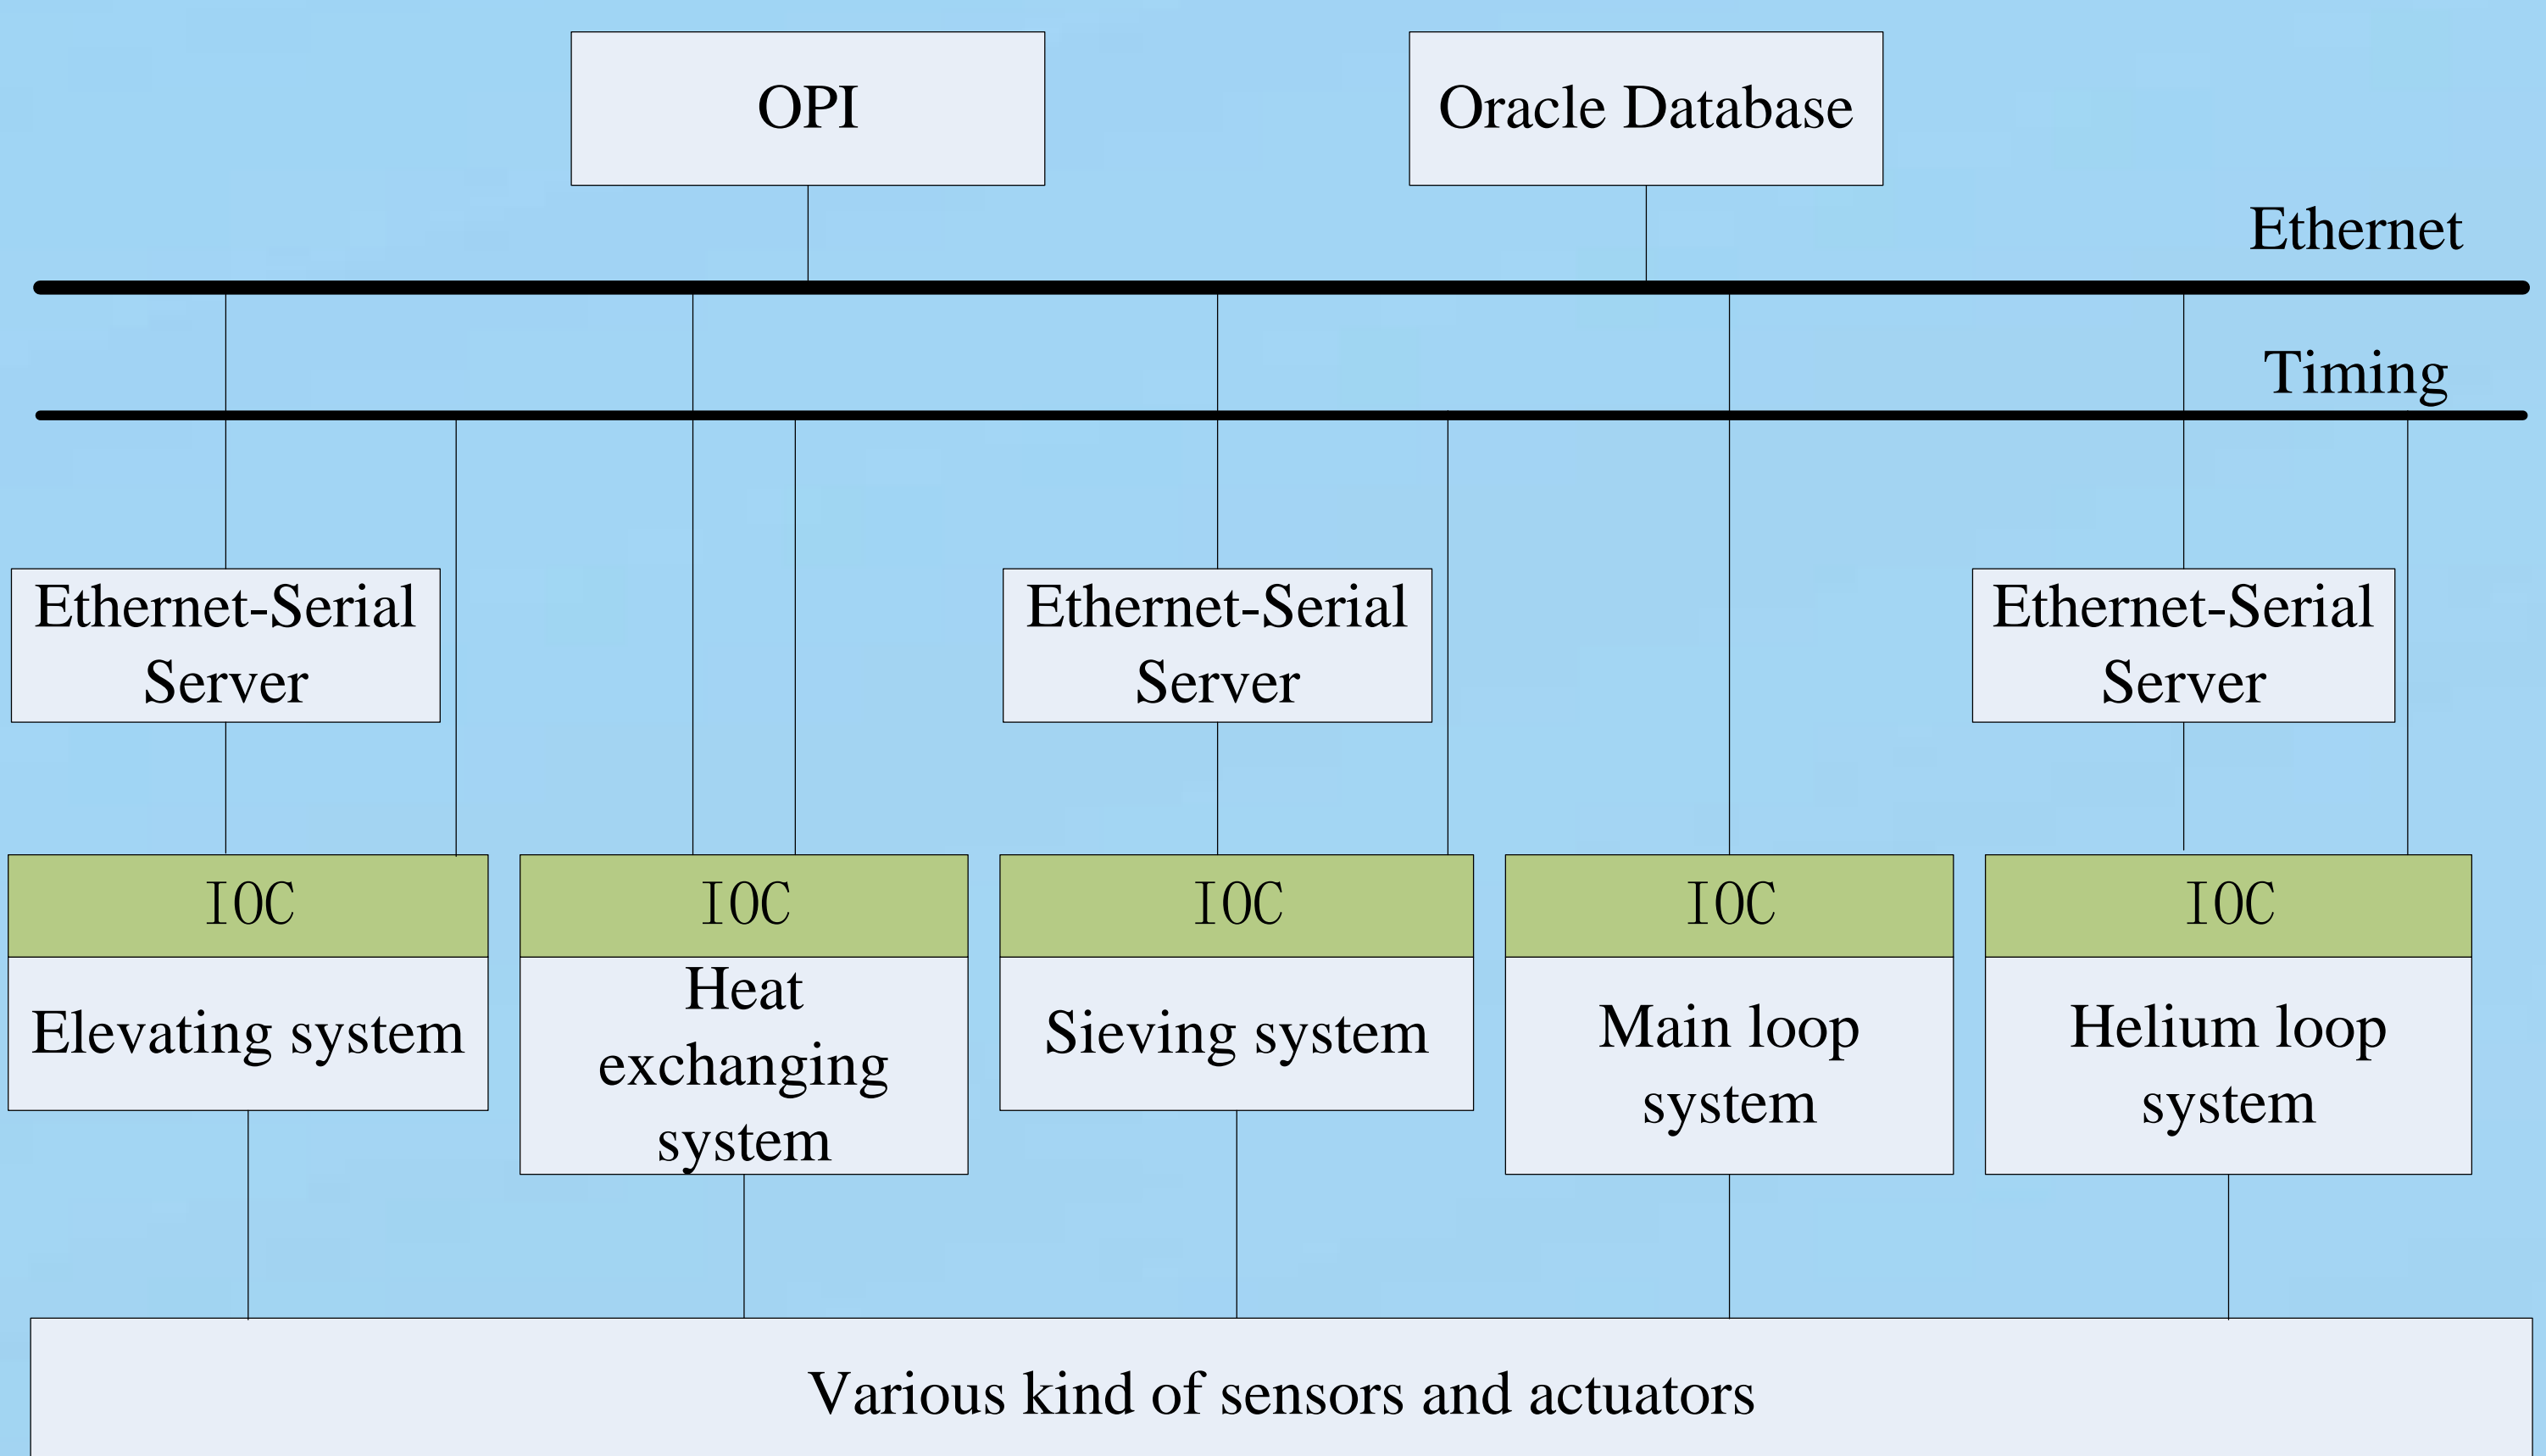 OPI
Oracle Database
Ethernet
Timing
Ethernet-Serial
Server
Ethernet-Serial
Server
Ethernet-Serial
Server
IOC
IOC
IOC
IOC
IOC
Elevating system
Heat
exchanging
system
Sieving system
Main loop
system
Helium loop
system
Various kind of sensors and actuators